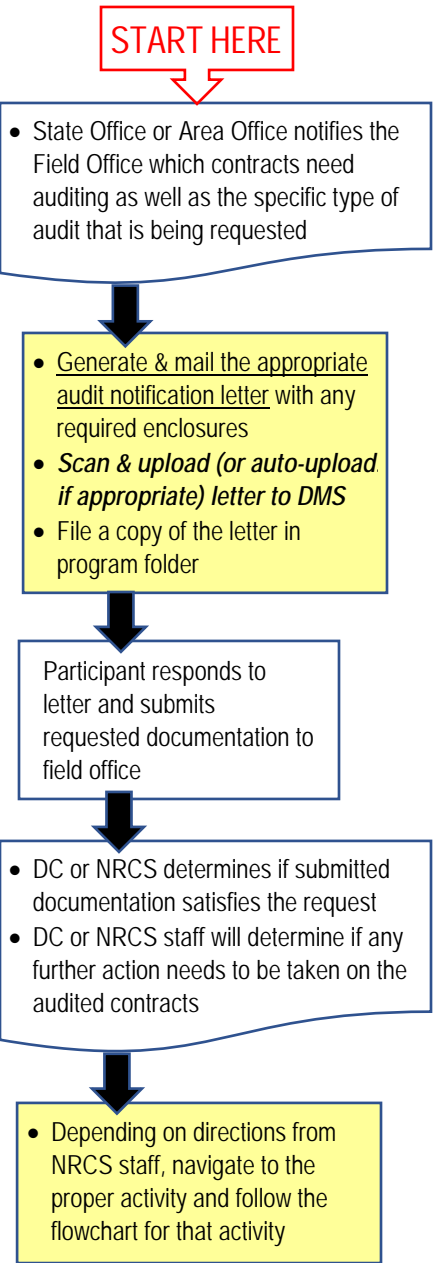 START HERE
• State Office or Area Office notifies the
Field Office which contracts need
auditing as well as the specific type of
audit that is being requested
• Generate & mail the appropriate
audit notification letter with any
required enclosures
• Scan & upload (or auto-upload
if appropriate) letter to DMS
• File a copy of the letter in
program folder
Participant responds to
letter and submits
requested documentation to
field office
• DC or NRCS determines if submitted
documentation satisfies the request
• DC or NRCS staff will determine if any
further action needs to be taken on the
audited contracts
• Depending on directions from
NRCS staff, navigate to the
proper activity and follow the
flowchart for that activity